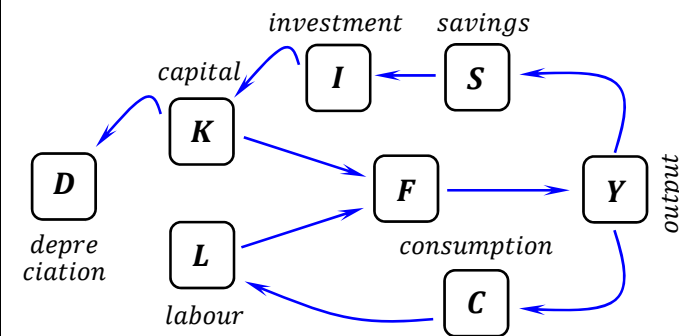 investment
savings
I
S
capital
K
D
F
Y
output
depre
ciation
L
consumption
C
labour